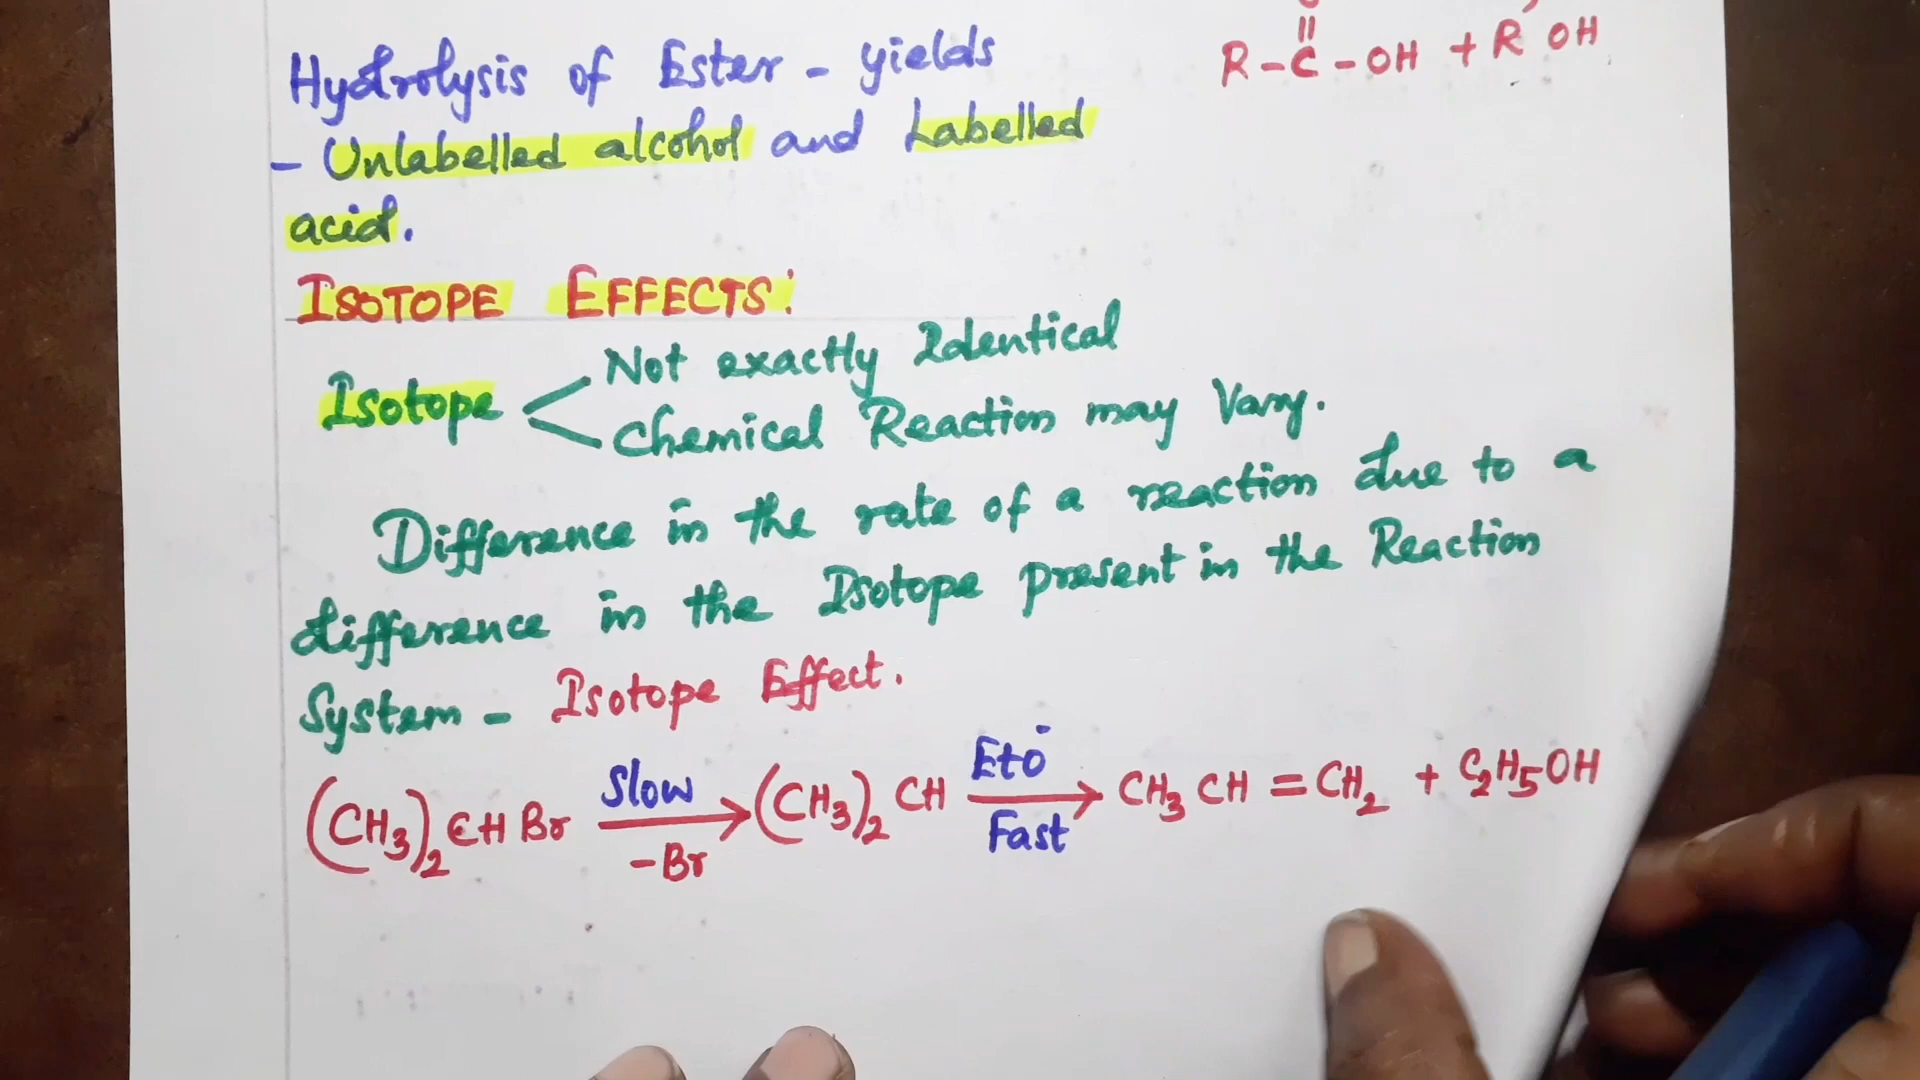 Hydrolysis of Ester - yields
R-C-OH + R'OH
- Unlabelled alcohol and Labelled
acid.
ISOTOPE EFFECTS:
Isotope < Not exactly Identical
Chemical Reaction may Vary.
Difference in the rate of a reaction due to a
difference in the Isotope present in the Reaction
System - Isotope Effect.
(CH₃)₂CHBr Slow → -Br (CH₃)₂CH EtO⁻ → Fast CH₃CH=CH₂ + C₂H₅OH